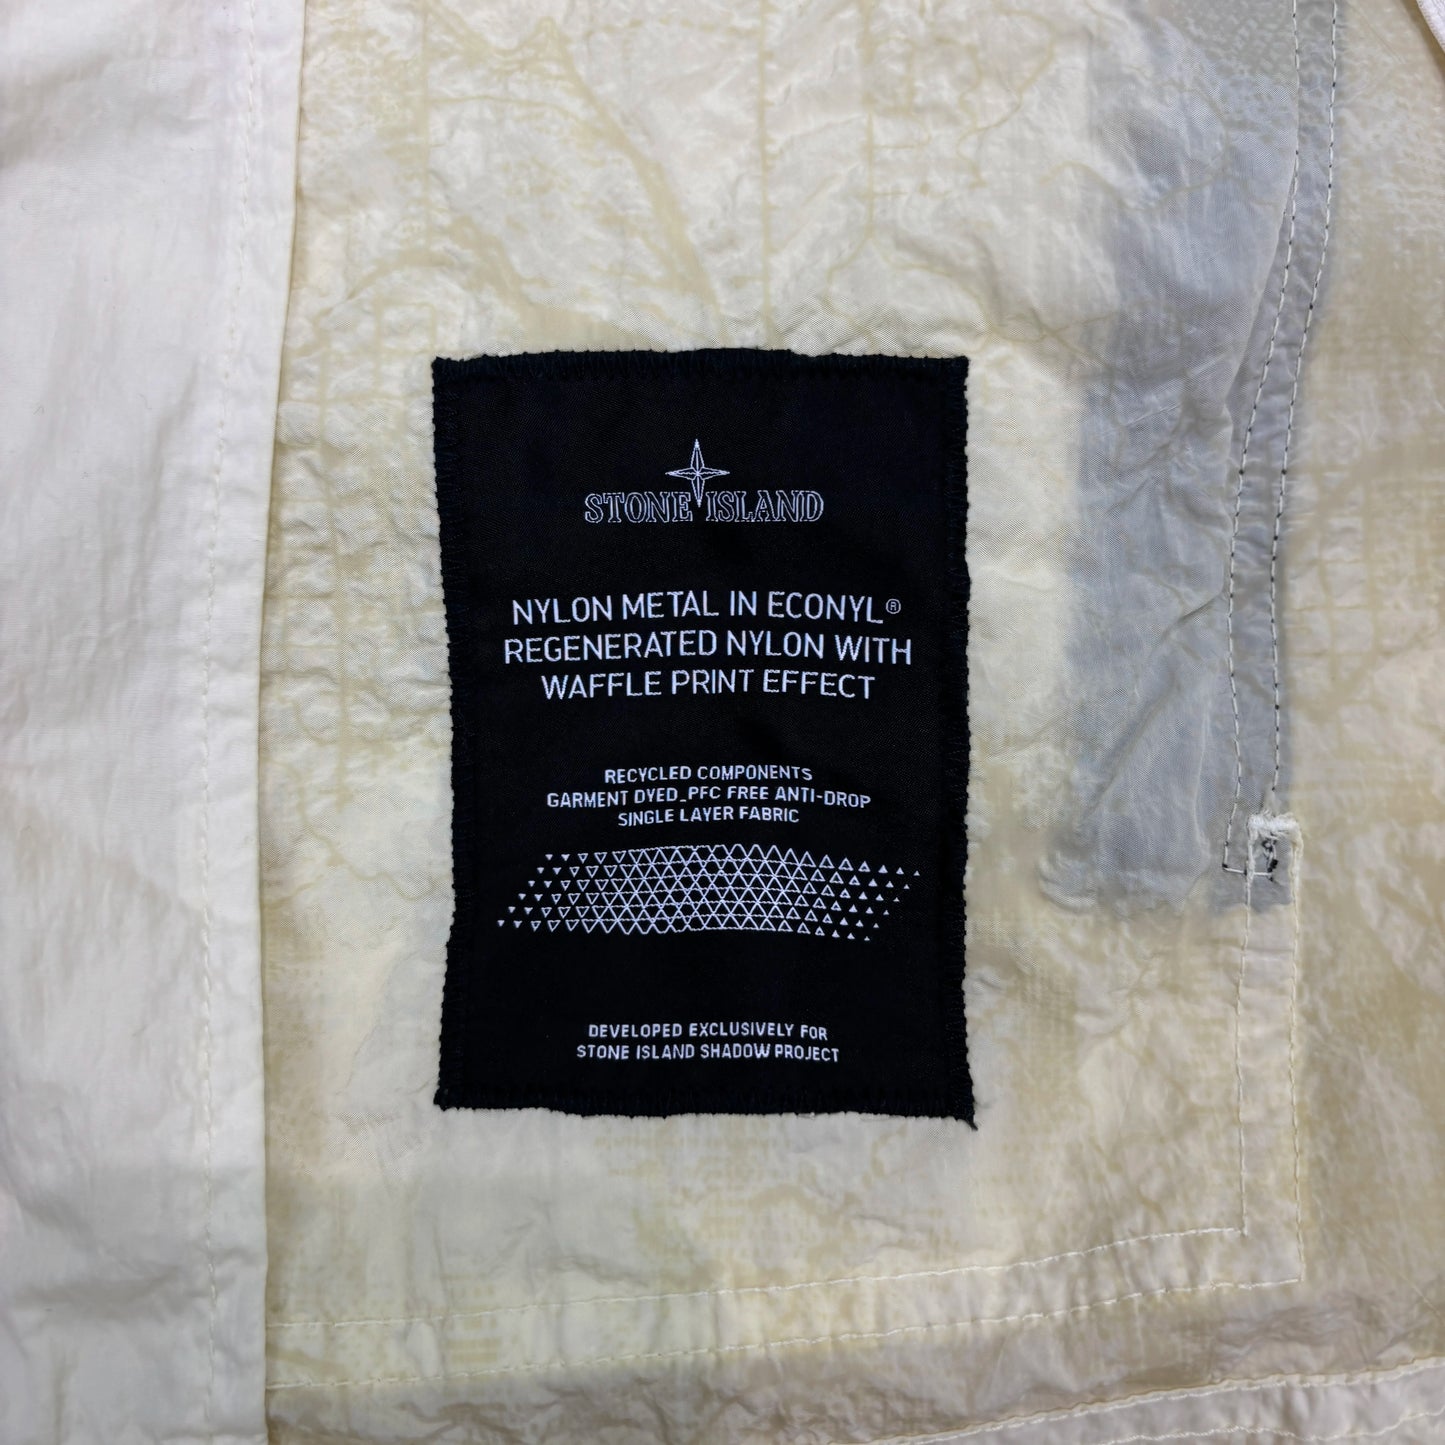 STONE ISLAND
NYLON METAL IN ECONYL®
REGENERATED NYLON WITH
WAFFLE PRINT EFFECT
RECYCLED COMPONENTS
GARMENT DYED_PFC FREE ANTI-DROP
SINGLE LAYER FABRIC
DEVELOPED EXCLUSIVELY FOR
STONE ISLAND SHADOW PROJECT